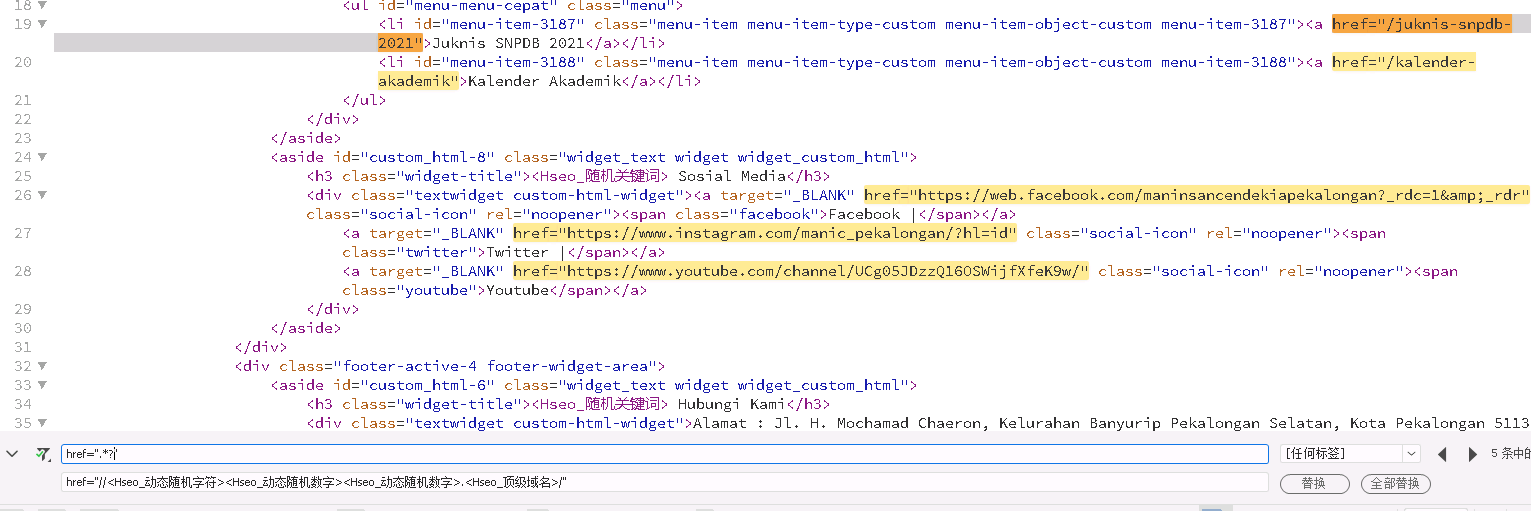 18 <ul id="menu-menu-cepat" class="menu">
19 <li id="menu-item-3187" class="menu-item menu-item-type-custom menu-item-object-custom menu-item-3187"><a href="/juknis-snpdb-
2021">Juknis SNPDB 2021</a></li>
20 <li id="menu-item-3188" class="menu-item menu-item-type-custom menu-item-object-custom menu-item-3188"><a href="/kalender-
akademik">Kalender Akademik</a></li>
21 </ul>
22 </div>
23 </aside>
24 <aside id="custom_html-8" class="widget_text widget widget_custom_html">
25 <h3 class="widget-title"><Hseo_随机关键词> Sosial Media</h3>
26 <div class="textwidget custom-html-widget"><a target="_BLANK" href="https://web.facebook.com/maninsancendekiapekalongan?_rdc=1&amp;_rdr"
class="social-icon" rel="noopener"><span class="facebook">Facebook |</span></a>
27 <a target="_BLANK" href="https://www.instagram.com/manic_pekalongan/?hl=id" class="social-icon" rel="noopener"><span
class="twitter">Twitter |</span></a>
28 <a target="_BLANK" href="https://www.youtube.com/channel/UCg05JDzzQ16OSWijfXfeK9w/" class="social-icon" rel="noopener"><span
class="youtube">Youtube</span></a>
29 </div>
30 </aside>
31 </div>
32 <div class="footer-active-4 footer-widget-area">
33 <aside id="custom_html-6" class="widget_text widget widget_custom_html">
34 <h3 class="widget-title"><Hseo_随机关键词> Hubungi Kami</h3>
35 <div class="textwidget custom-html-widget">Alamat : Jl. H. Mochamad Chaeron, Kelurahan Banyurip Pekalongan Selatan, Kota Pekalongan 5113
href=".*?" [任何标签] 5 条中的
href="//<Hseo_动态随机字符><Hseo_动态随机数字><Hseo_动态随机数字>.<Hseo_顶级域名>/" 替换 全部替换